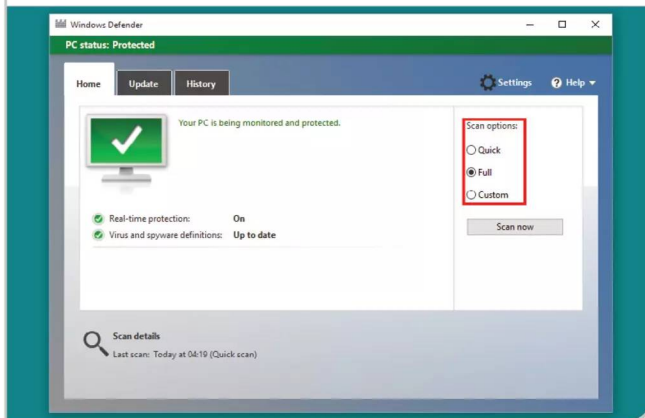 Windows Defender
PC status: Protected
Home Update History Settings Help
Your PC is being monitored and protected.
Scan options:
Quick
Full
Custom
Real-time protection: On
Virus and spyware definitions: Up to date
Scan now
Scan details
Last scan: Today at 04:19 (Quick scan)